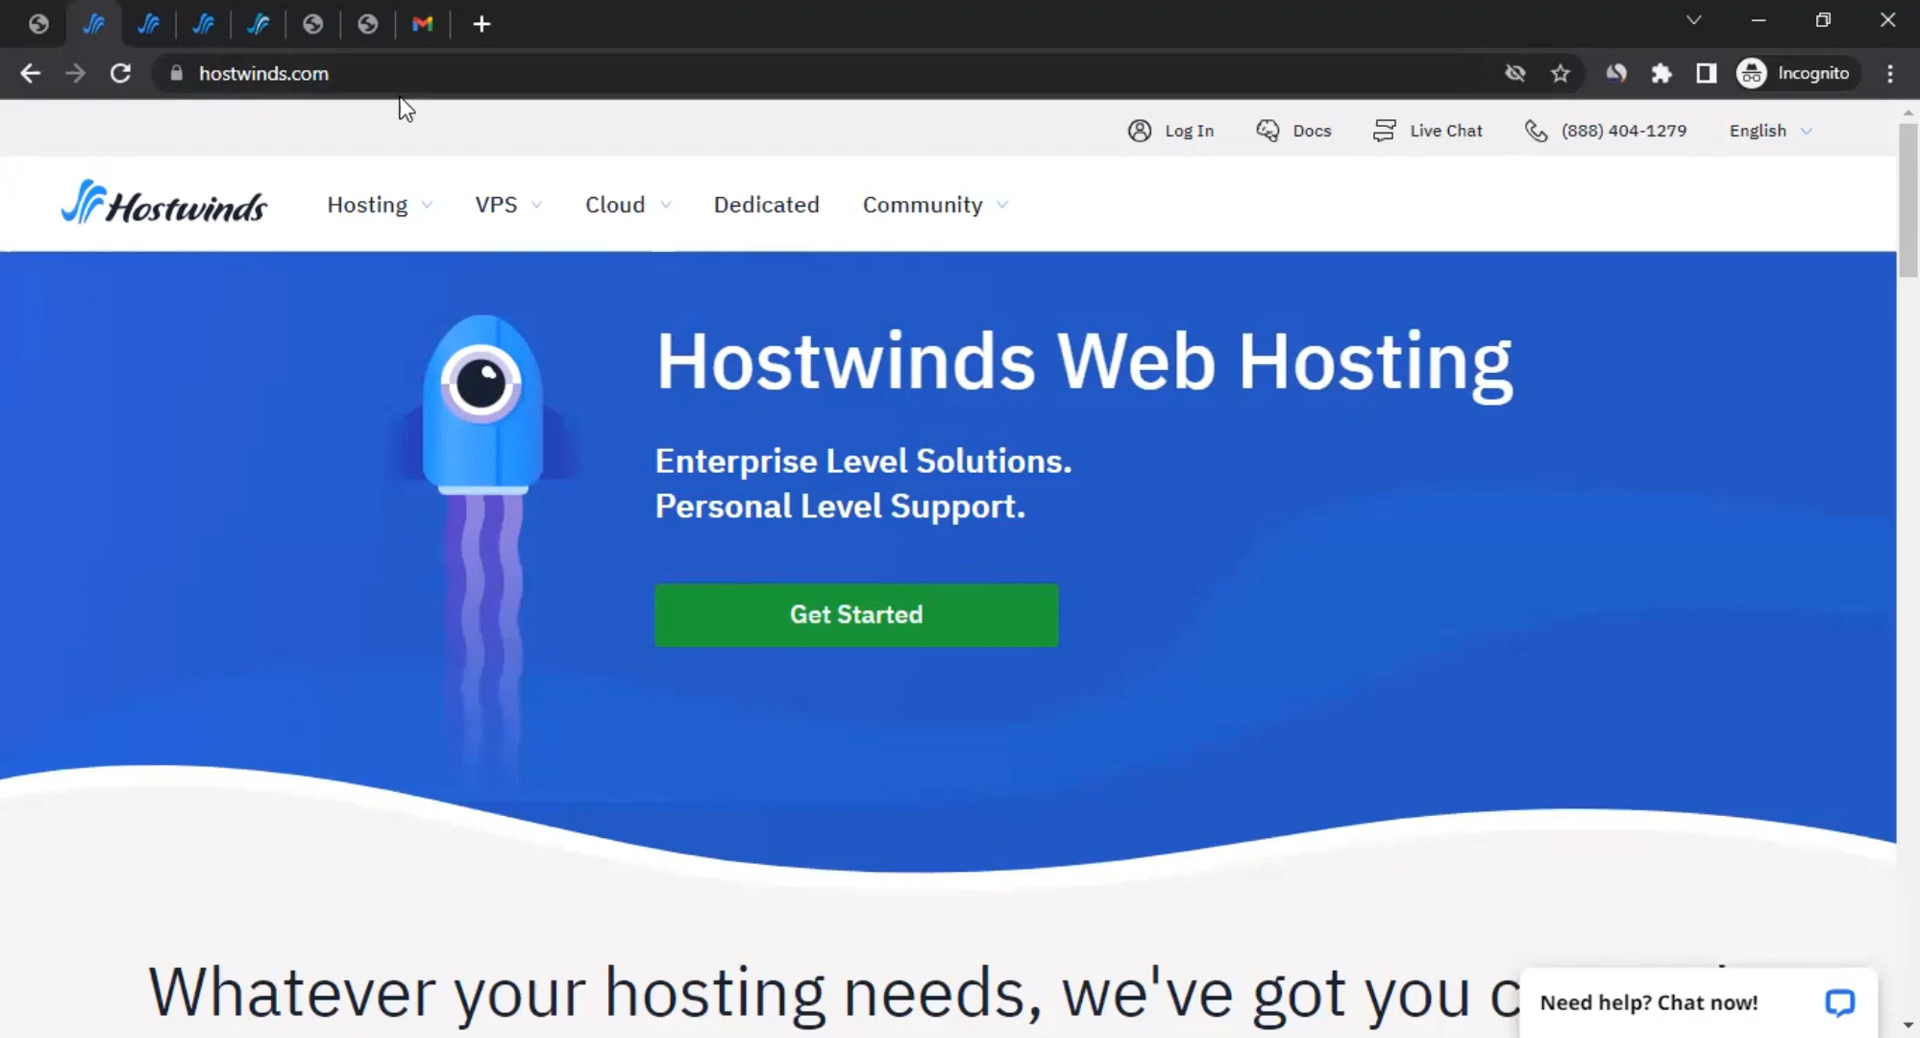 hostwinds.com
Incognito
Log In
Docs
Live Chat
(888) 404-1279
English
Hostwinds
Hosting
VPS
Cloud
Dedicated
Community
Hostwinds Web Hosting
Enterprise Level Solutions.
Personal Level Support.
Get Started
Whatever your hosting needs, we've got you
Need help? Chat now!